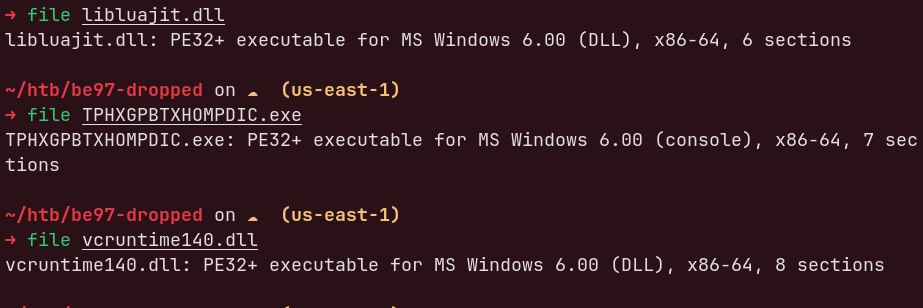 → file libluajit.dll
libluajit.dll: PE32+ executable for MS Windows 6.00 (DLL), x86-64, 6 sections
~/htb/be97-dropped on ☁ (us-east-1)
→ file TPHXGPBTXHOMPDIC.exe
TPHXGPBTXHOMPDIC.exe: PE32+ executable for MS Windows 6.00 (console), x86-64, 7 sec
tions
~/htb/be97-dropped on ☁ (us-east-1)
→ file vcruntime140.dll
vcruntime140.dll: PE32+ executable for MS Windows 6.00 (DLL), x86-64, 8 sections